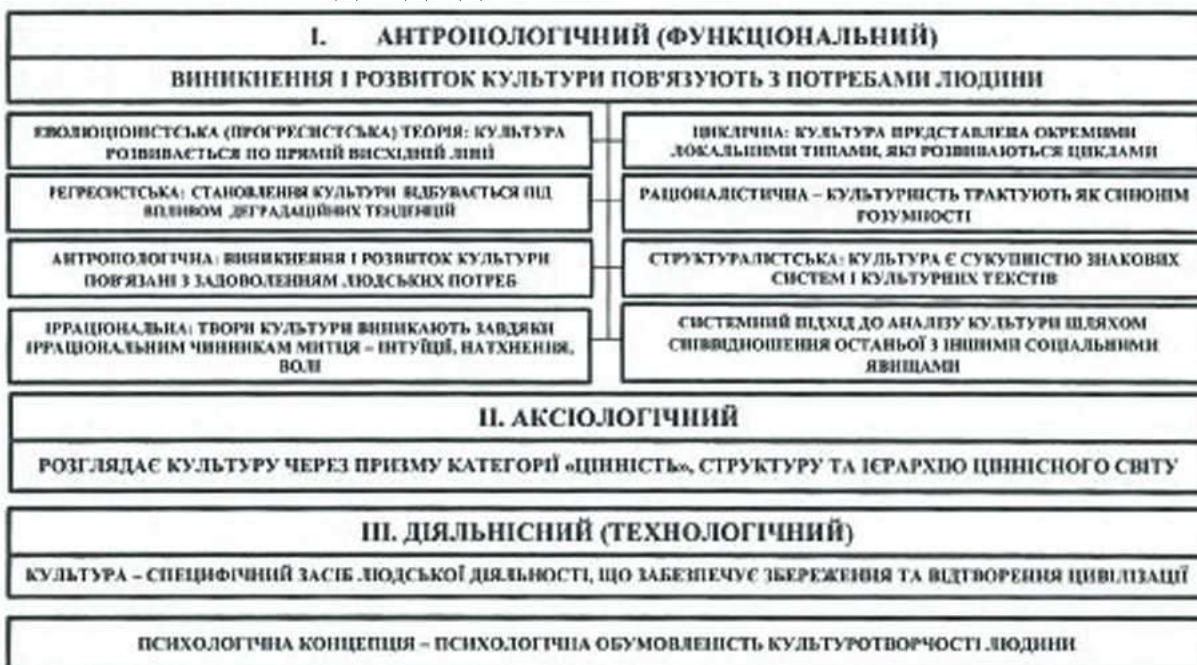 I. АНТРОПОЛОГІЧНИЙ (ФУНКЦІОНАЛЬНИЙ)
ВИНИКНЕННЯ І РОЗВИТОК КУЛЬТУРИ ПОВ'ЯЗУЮТЬ З ПОТРЕБАМИ ЛЮДИНИ
ЕВОЛЮЦІОНІСТСЬКА (ПРОГРЕСИСТСЬКА) ТЕОРІЯ: КУЛЬТУРА
РОЗВИВАЄТЬСЯ ПО ПРЯМІЙ ВИСХІДНІЙ ЛІНІЇ
РЕГРЕСИСТСЬКА: СТАНОВЛЕННЯ КУЛЬТУРИ ВІДБУВАЄТЬСЯ ПІД
ВПЛИВОМ ДЕГРАДАЦІЙНИХ ТЕНДЕНЦІЙ
АНТРОПОЛОГІЧНА: ВИНИКНЕННЯ І РОЗВИТОК КУЛЬТУРИ
ПОВ'ЯЗАНІ З ЗАДОВОЛЕННЯМ ЛЮДСЬКИХ ПОТРЕБ
ІРРАЦІОНАЛЬНА: ТВОРИ КУЛЬТУРИ ВИНИКАЮТЬ ЗАВДЯКИ
ІРРАЦІОНАЛЬНИМ ЧИННИКАМ МИТЦЯ – ІНТУЇЦІЇ, НАТХНЕННЯ,
ВОЛІ
ЦИКЛІЧНА: КУЛЬТУРА ПРЕДСТАВЛЕНА ОКРЕМИМИ
ЛОКАЛЬНИМИ ТИПАМИ, ЯКІ РОЗВИВАЮТЬСЯ ЦИКЛАМИ
РАЦІОНАЛІСТИЧНА – КУЛЬТУРНІСТЬ ТРАКТУЮТЬ ЯК СИНОНІМ
РОЗУМНОСТІ
СТРУКТУРАЛІСТСЬКА: КУЛЬТУРА Є СУКУПНІСТЮ ЗНАКОВИХ
СИСТЕМ І КУЛЬТУРНИХ ТЕКСТІВ
СИСТЕМНИЙ ПІДХІД ДО АНАЛІЗУ КУЛЬТУРИ ШЛЯХОМ
СПІВВІДНОШЕННЯ ОСТАНЬОЇ З ІНШИМИ СОЦІАЛЬНИМИ
ЯВИЩАМИ
II. АКСІОЛОГІЧНИЙ
РОЗГЛЯДАЄ КУЛЬТУРУ ЧЕРЕЗ ПРИЗМУ КАТЕГОРІЇ «ЦІННІСТЬ», СТРУКТУРУ ТА ІЄРАРХІЮ ЦІННІСНОГО СВІТУ
III. ДІЯЛЬНІСНИЙ (ТЕХНОЛОГІЧНИЙ)
КУЛЬТУРА – СПЕЦИФІЧНИЙ ЗАСІБ ЛЮДСЬКОЇ ДІЯЛЬНОСТІ, ЩО ЗАБЕЗПЕЧУЄ ЗБЕРЕЖЕННЯ ТА ВІДТВОРЕННЯ ЦИВІЛІЗАЦІЇ
ПСИХОЛОГІЧНА КОНЦЕПЦІЯ – ПСИХОЛОГІЧНА ОБУМОВЛЕНІСТЬ КУЛЬТУРОТВОРЧОСТІ ЛЮДИНИ